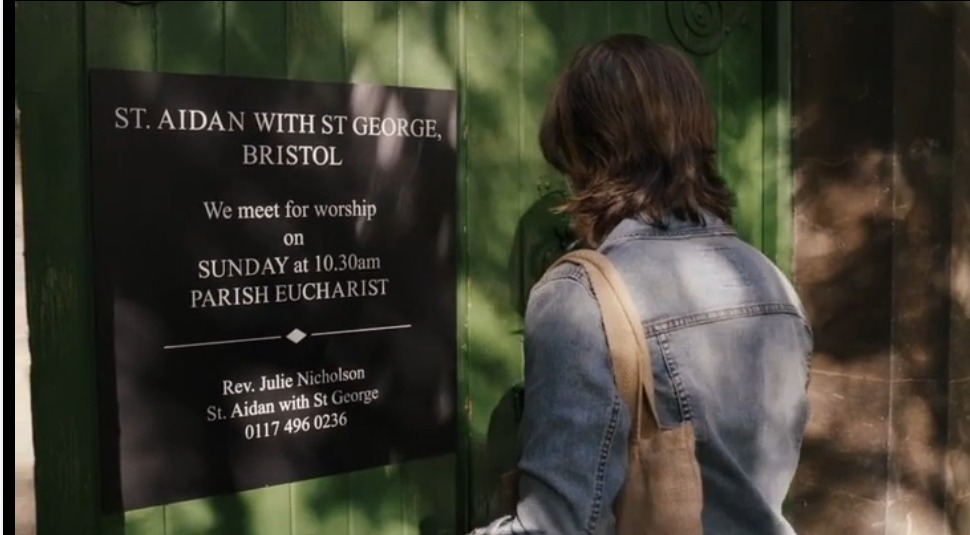 ST. AIDAN WITH ST GEORGE,
BRISTOL
We meet for worship
on
SUNDAY at 10.30am
PARISH EUCHARIST
Rev. Julie Nicholson
St. Aidan with St George
0117 496 0236